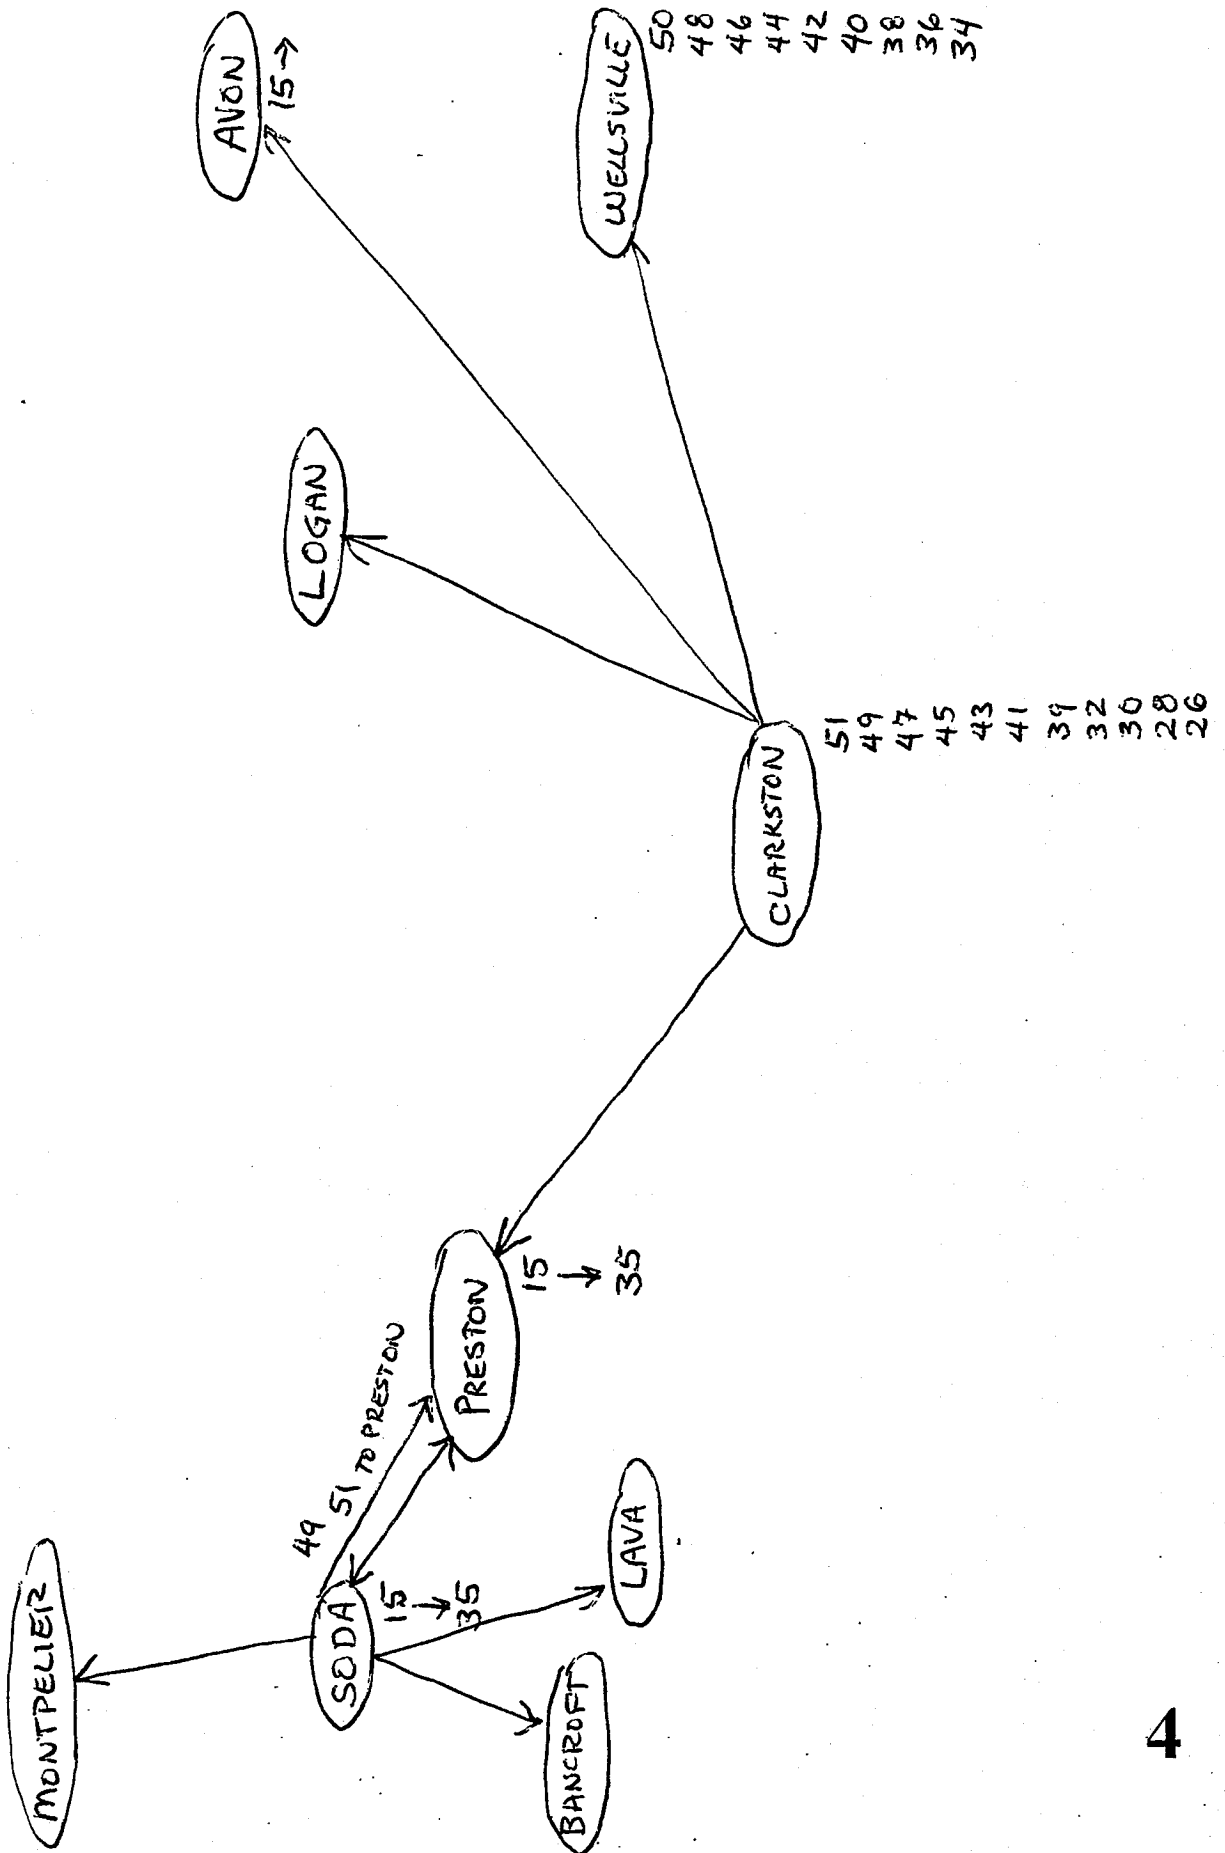 MONTPELIER
SODA
15 → 35
49 51 TO PRESTON
BANCROFT
LAVA
PRESTON
15 → 35
CLARKSTON
51
49
47
45
43
41
39
32
30
28
26
LOGAN
AVON
15 →
WELLSVILLE
50
48
46
44
42
40
38
36
34
4